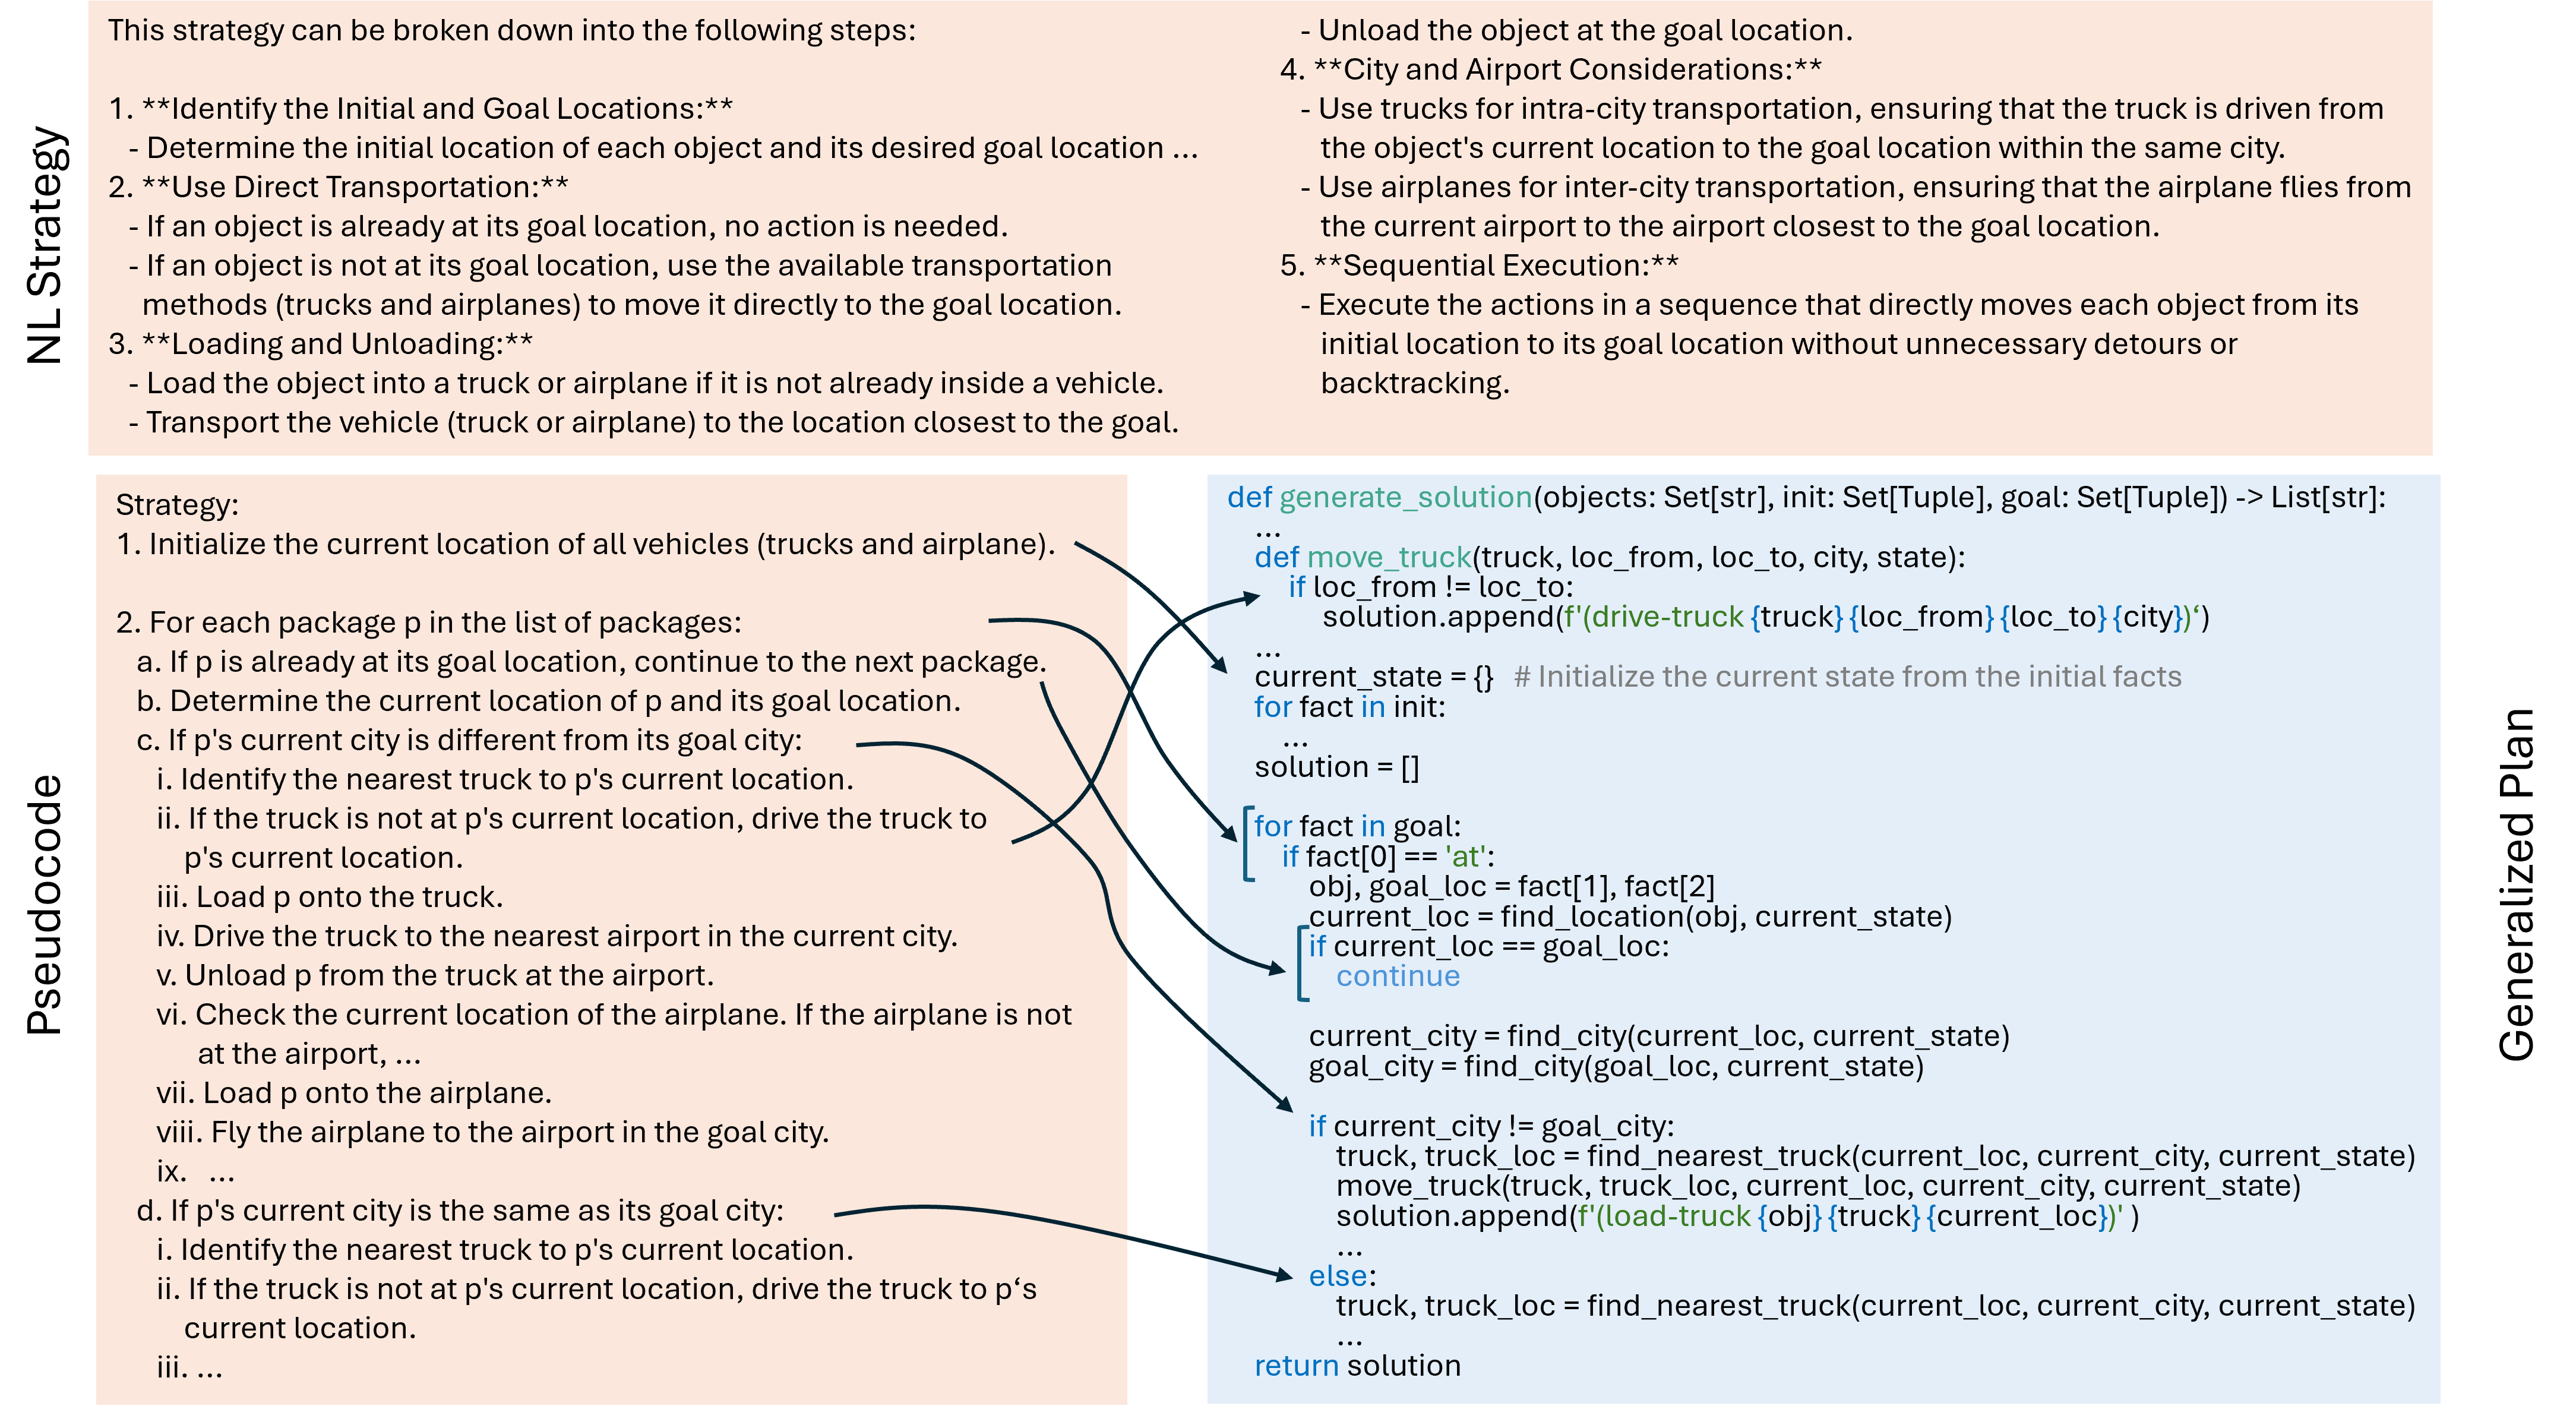 NL Strategy
This strategy can be broken down into the following steps:
1. **Identify the Initial and Goal Locations:**
- Determine the initial location of each object and its desired goal location ...
2. **Use Direct Transportation:**
- If an object is already at its goal location, no action is needed.
- If an object is not at its goal location, use the available transportation
methods (trucks and airplanes) to move it directly to the goal location.
3. **Loading and Unloading:**
- Load the object into a truck or airplane if it is not already inside a vehicle.
- Transport the vehicle (truck or airplane) to the location closest to the goal.
- Unload the object at the goal location.
4. **City and Airport Considerations:**
- Use trucks for intra-city transportation, ensuring that the truck is driven from
the object's current location to the goal location within the same city.
- Use airplanes for inter-city transportation, ensuring that the airplane flies from
the current airport to the airport closest to the goal location.
5. **Sequential Execution:**
- Execute the actions in a sequence that directly moves each object from its
initial location to its goal location without unnecessary detours or
backtracking.
Pseudocode
Strategy:
1. Initialize the current location of all vehicles (trucks and airplane).
2. For each package p in the list of packages:
a. If p is already at its goal location, continue to the next package.
b. Determine the current location of p and its goal location.
c. If p's current city is different from its goal city:
i. Identify the nearest truck to p's current location.
ii. If the truck is not at p's current location, drive the truck to
p's current location.
iii. Load p onto the truck.
iv. Drive the truck to the nearest airport in the current city.
v. Unload p from the truck at the airport.
vi. Check the current location of the airplane. If the airplane is not
at the airport, ...
vii. Load p onto the airplane.
viii. Fly the airplane to the airport in the goal city.
ix. ...
d. If p's current city is the same as its goal city:
i. Identify the nearest truck to p's current location.
ii. If the truck is not at p's current location, drive the truck to p‘s
current location.
iii. ...
def generate_solution(objects: Set[str], init: Set[Tuple], goal: Set[Tuple]) -> List[str]:
...
def move_truck(truck, loc_from, loc_to, city, state):
if loc_from != loc_to:
solution.append(f'(drive-truck {truck} {loc_from} {loc_to} {city})‘)
...
current_state = {} # Initialize the current state from the initial facts
for fact in init:
...
solution = []
for fact in goal:
if fact[0] == 'at':
obj, goal_loc = fact[1], fact[2]
current_loc = find_location(obj, current_state)
if current_loc == goal_loc:
continue
current_city = find_city(current_loc, current_state)
goal_city = find_city(goal_loc, current_state)
if current_city != goal_city:
truck, truck_loc = find_nearest_truck(current_loc, current_city, current_state)
move_truck(truck, truck_loc, current_loc, current_city, current_state)
solution.append(f'(load-truck {obj} {truck} {current_loc})' )
...
else:
truck, truck_loc = find_nearest_truck(current_loc, current_city, current_state)
...
return solution
Generalized Plan